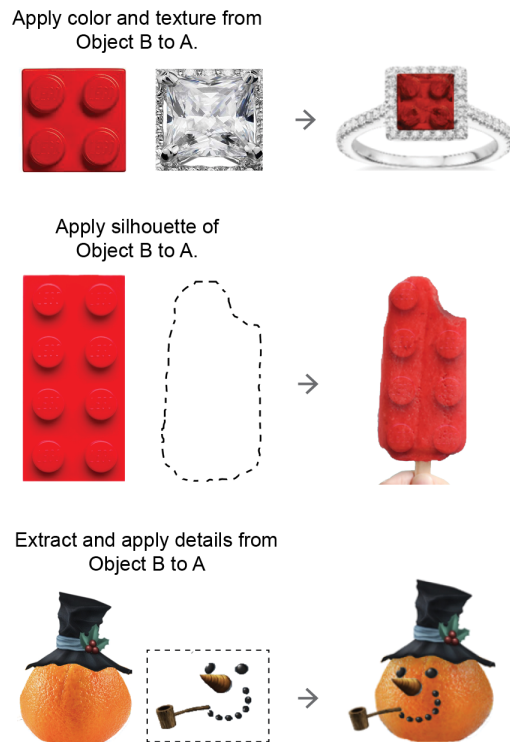 Apply color and texture from
Object B to A.
Apply silhouette of
Object B to A.
Extract and apply details from
Object B to A